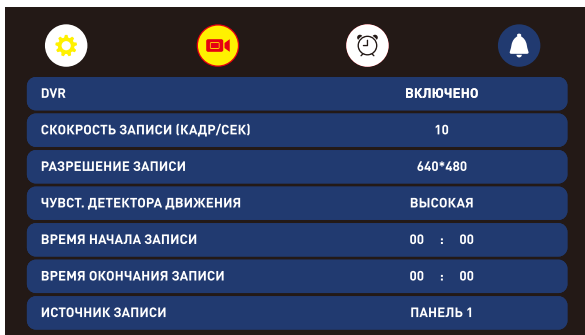 DVR ВКЛЮЧЕНО
СКОКРОСТЬ ЗАПИСИ (КАДР/СЕК) 10
РАЗРЕШЕНИЕ ЗАПИСИ 640*480
ЧУВСТ. ДЕТЕКТОРА ДВИЖЕНИЯ ВЫСОКАЯ
ВРЕМЯ НАЧАЛА ЗАПИСИ 00 : 00
ВРЕМЯ ОКОНЧАНИЯ ЗАПИСИ 00 : 00
ИСТОЧНИК ЗАПИСИ ПАНЕЛЬ 1